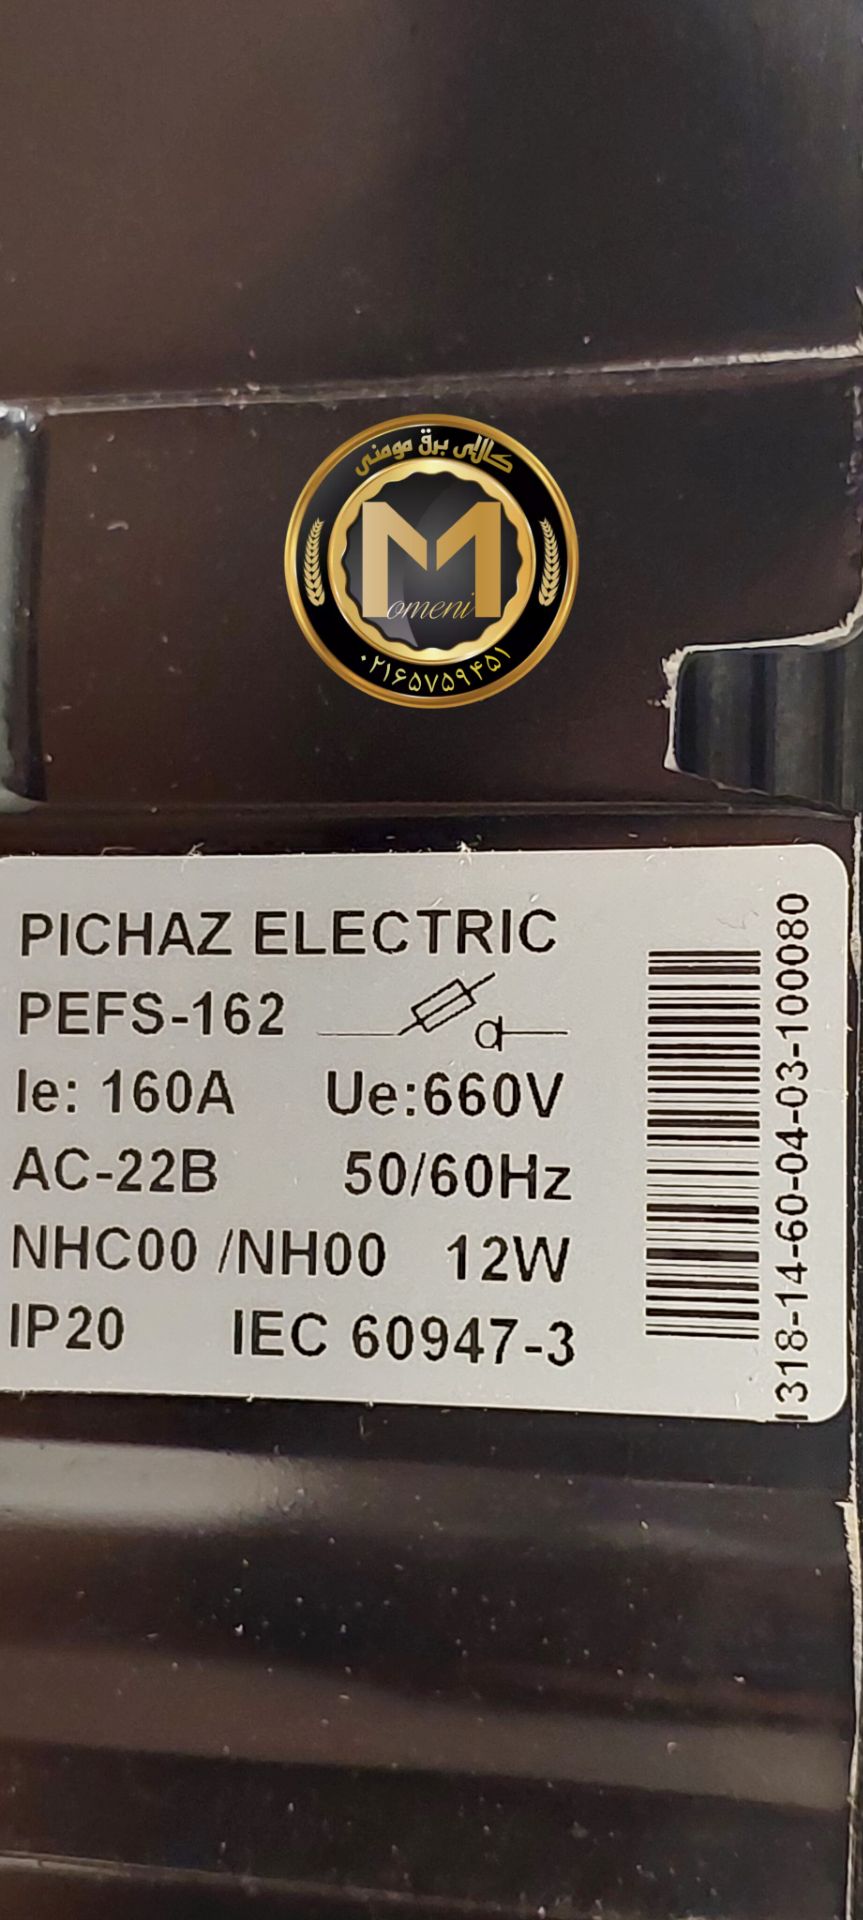 کالای برق مومنی
M
omeni
۰۲۱۶۵۷۵۹۴۵۱
PICHAZ ELECTRIC
PEFS-162
Ie: 160A Ue:660V
AC-22B 50/60Hz
NHC00 /NH00 12W
IP20 IEC 60947-3
1318-14-60-04-03-100080